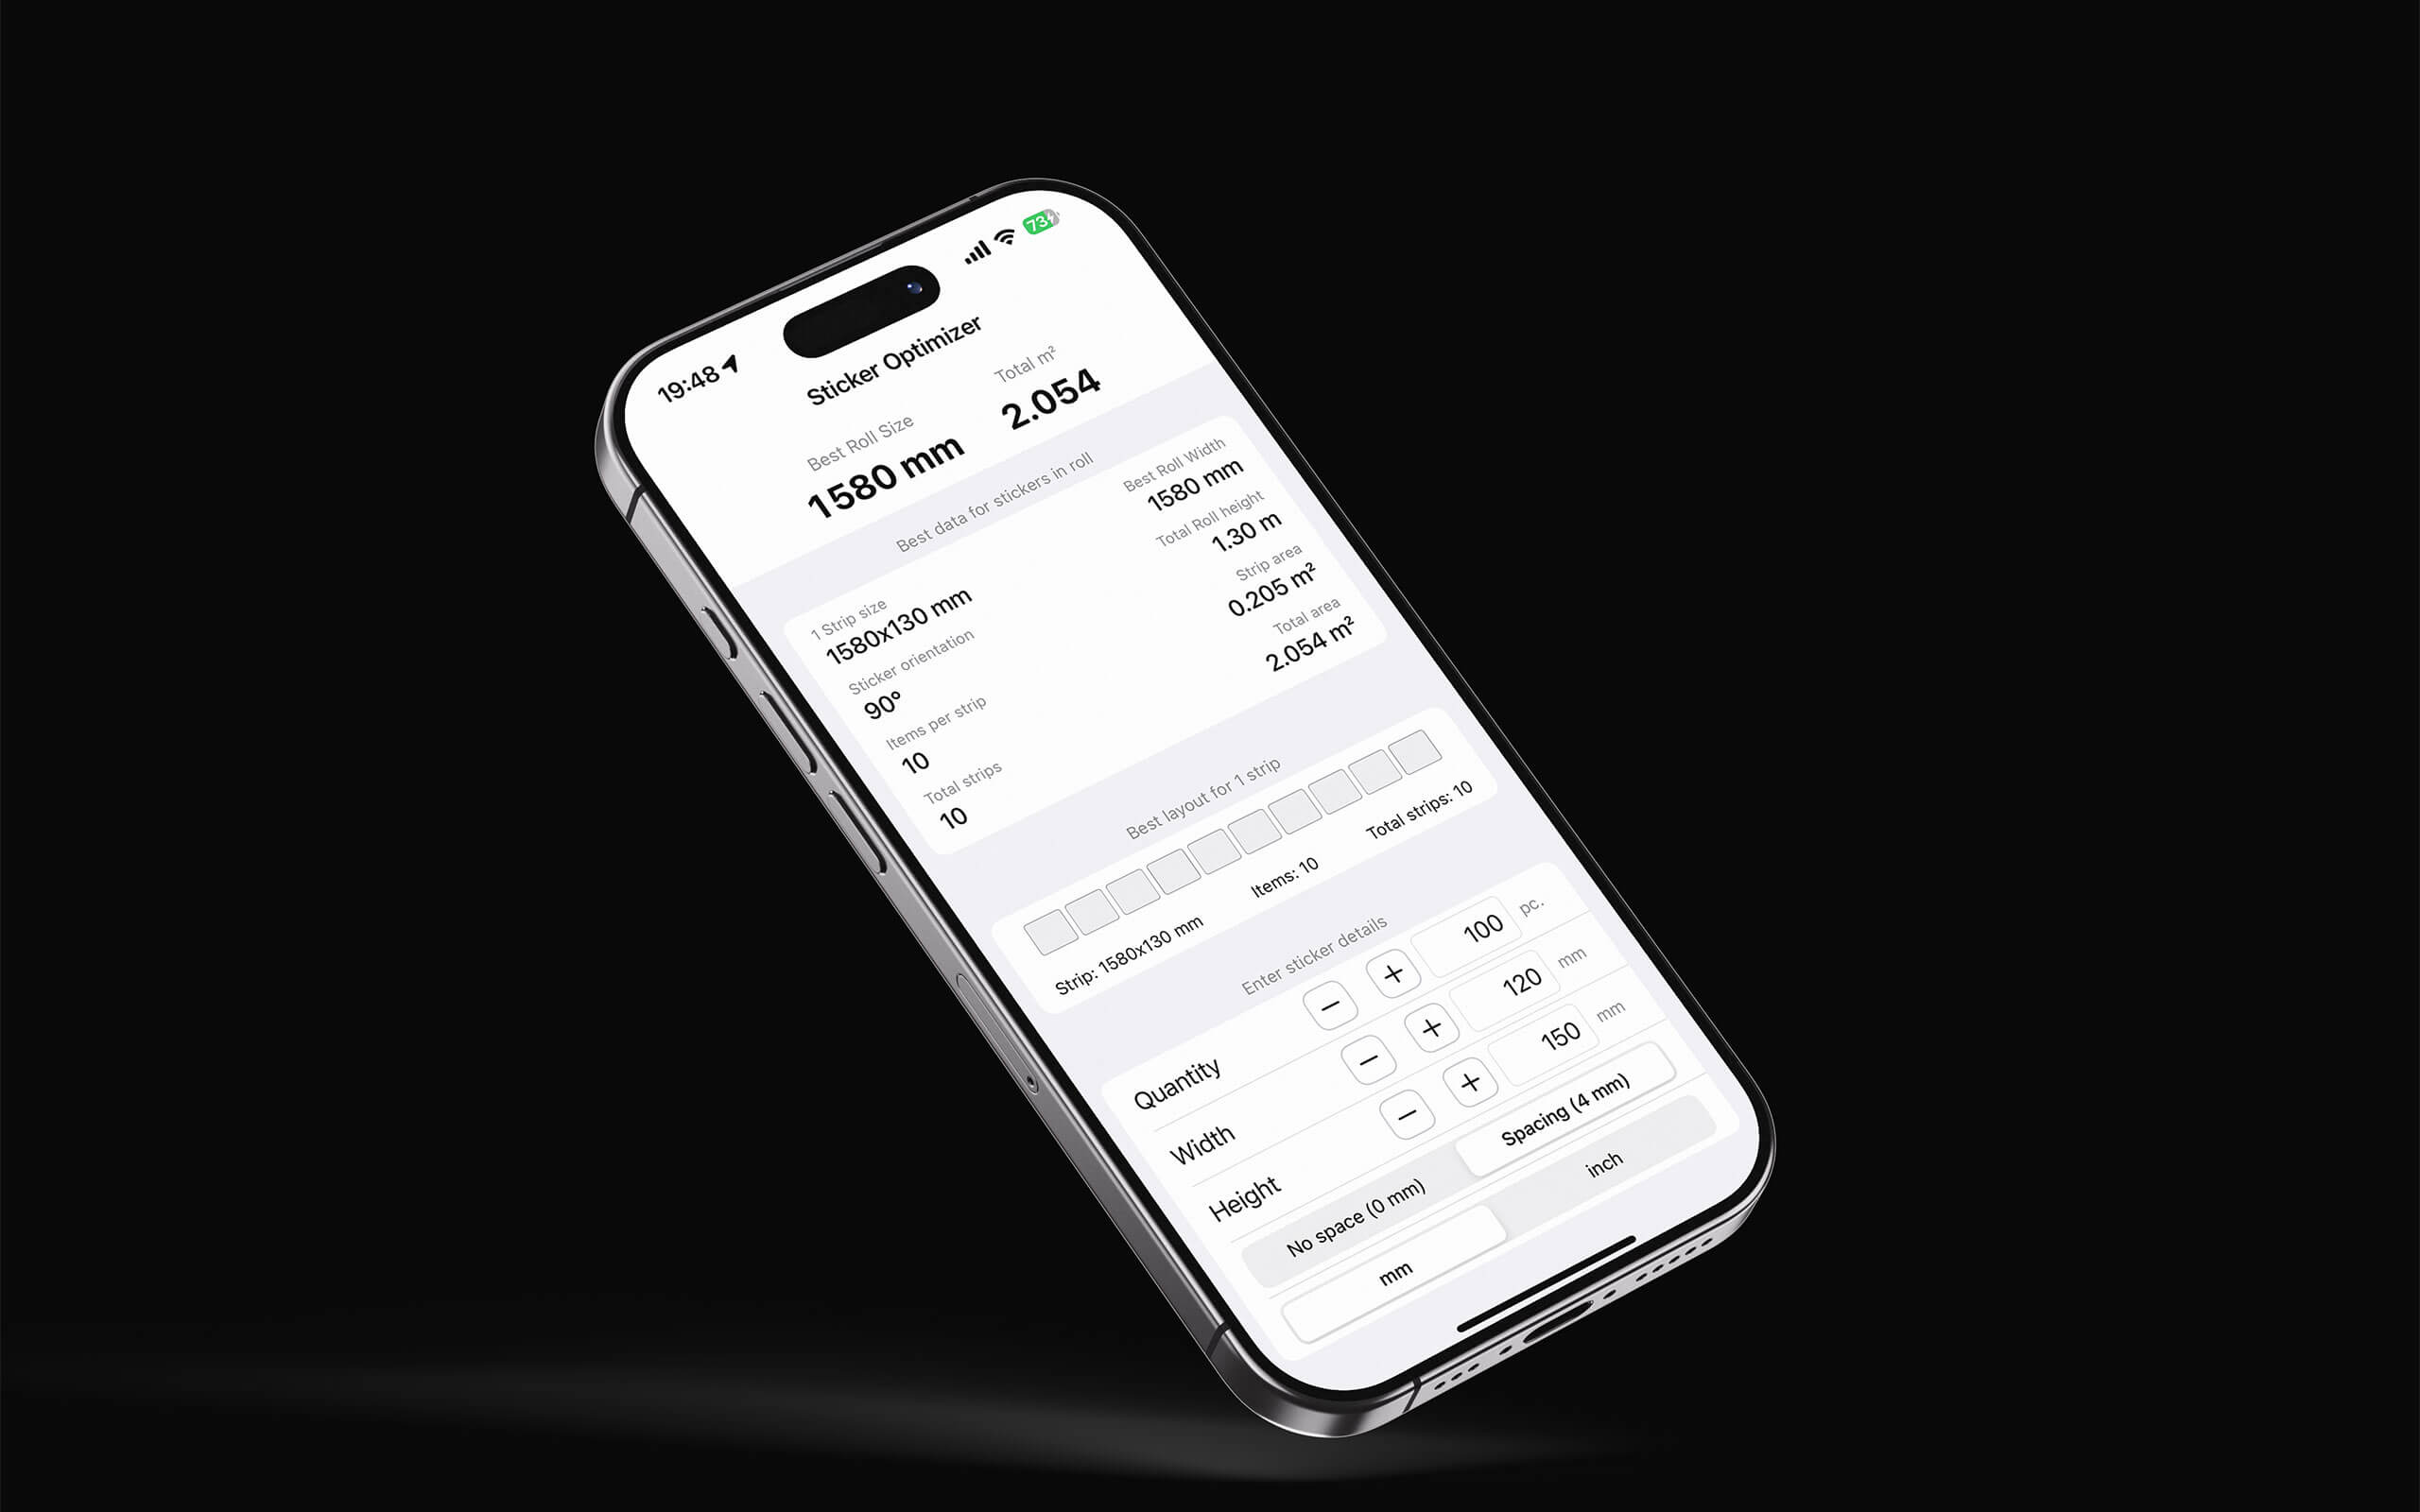 19:48
73
Sticker Optimizer
Best Roll Size
1580 mm
Total m²
2.054
Best data for stickers in roll
1 Strip size
1580x130 mm
Sticker orientation
90°
Items per strip
10
Total strips
10
Best Roll Width
1580 mm
Total Roll height
1.30 m
Strip area
0.205 m²
Total area
2.054 m²
Best layout for 1 strip
Strip: 1580x130 mm
Items: 10
Total strips: 10
Enter sticker details
Quantity
100
pc.
Width
120
mm
Height
150
mm
No space (0 mm)
Spacing (4 mm)
mm
inch